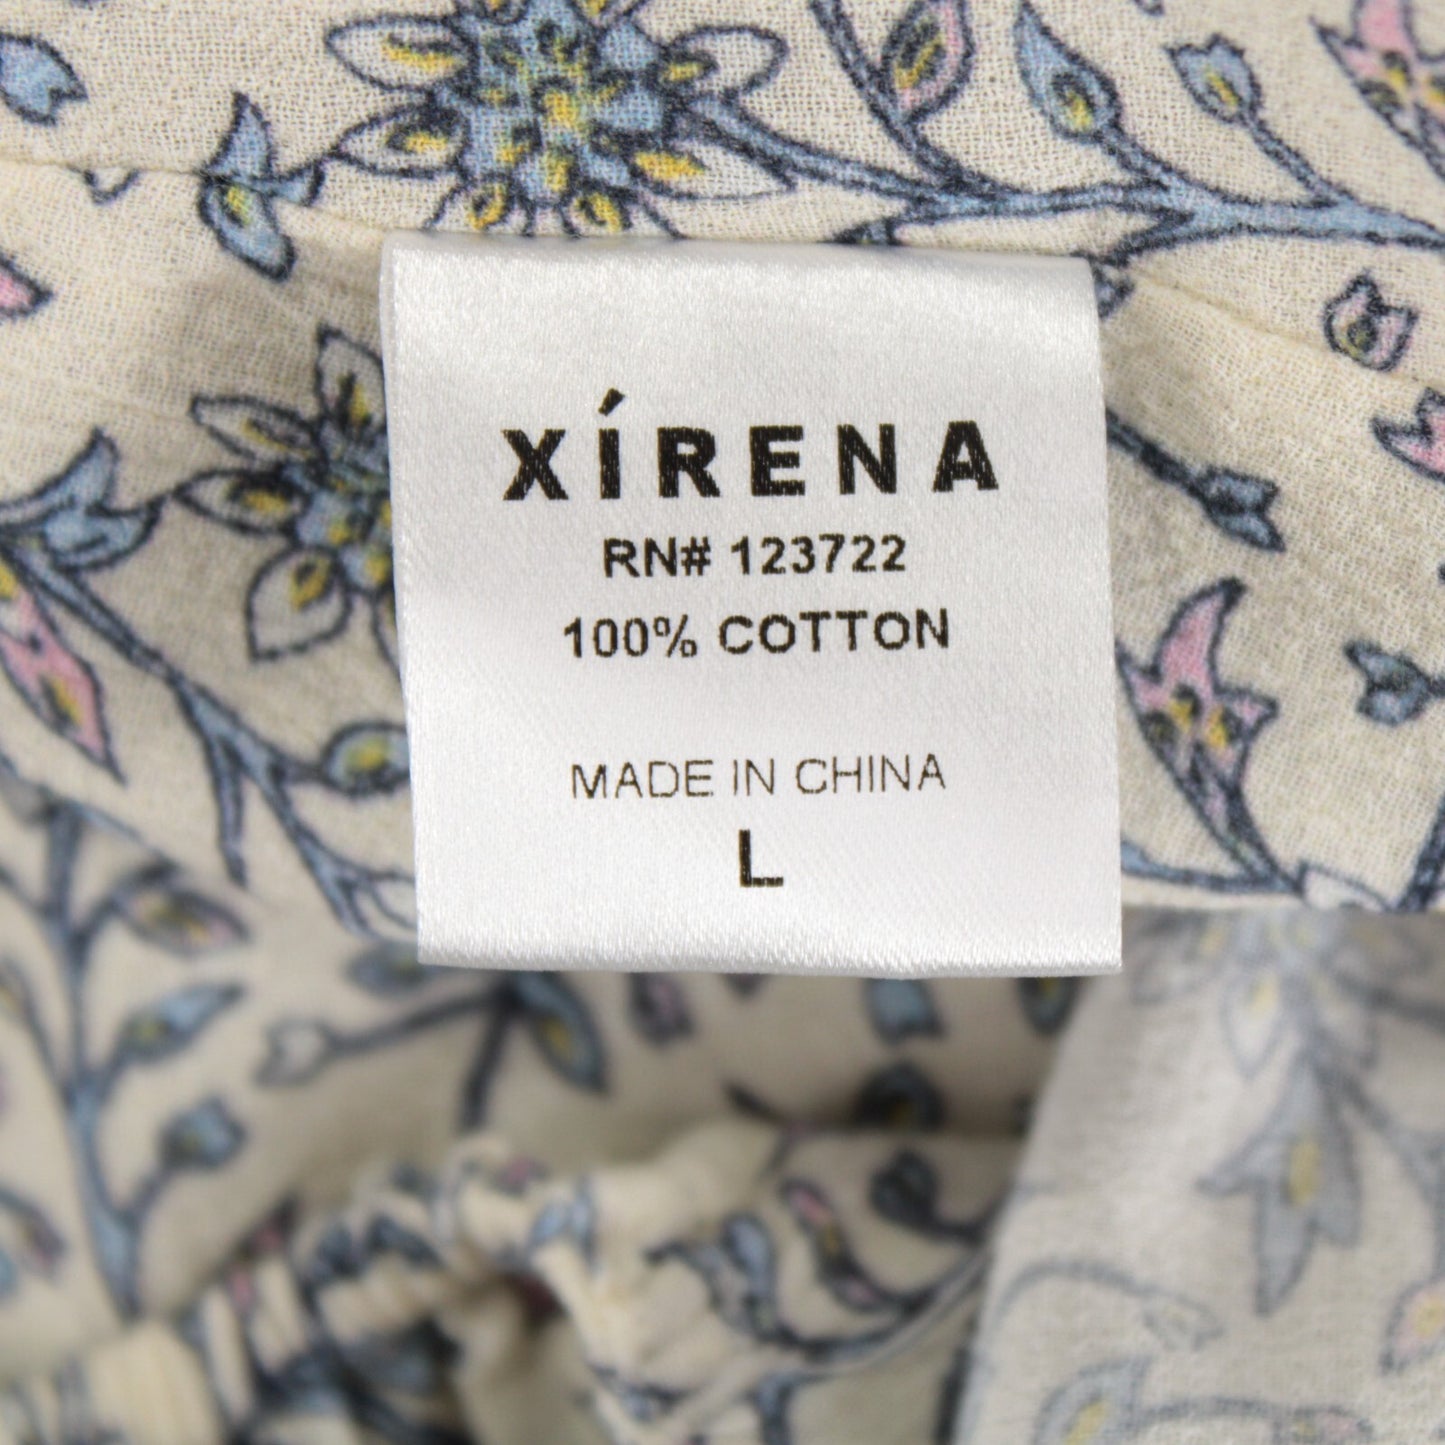 XÍRENA
RN# 123722
100% COTTON
MADE IN CHINA
L